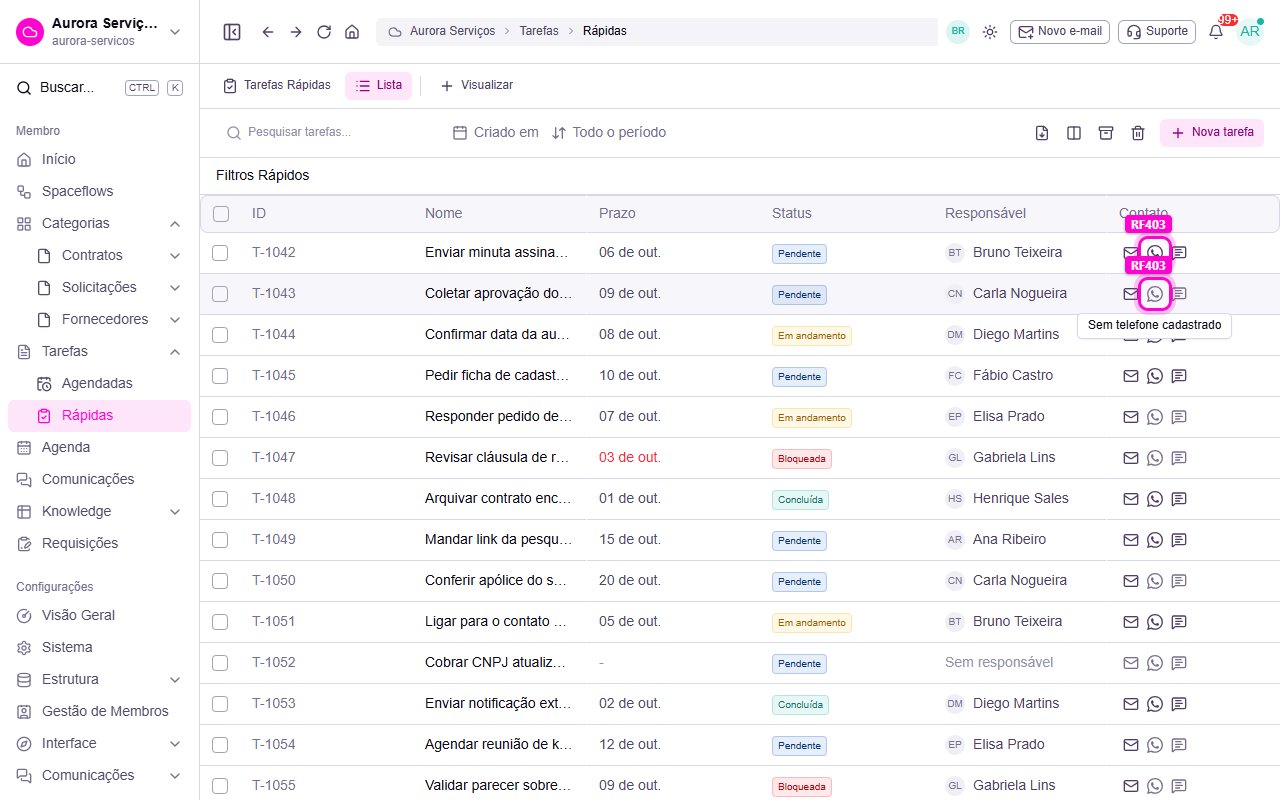 Aurora Serviç...
aurora-servicos
Aurora Serviços > Tarefas > Rápidas
BR
Novo e-mail
Suporte
99+
AR
Buscar... CTRL K
Tarefas Rápidas
Lista
Visualizar
Pesquisar tarefas...
Criado em
Todo o período
Nova tarefa
Filtros Rápidos
Membro
Início
Spaceflows
Categorias
Contratos
Solicitações
Fornecedores
Tarefas
Agendadas
Rápidas
Agenda
Comunicações
Knowledge
Requisições
Configurações
Visão Geral
Sistema
Estrutura
Gestão de Membros
Interface
Comunicações
ID Nome Prazo Status Responsável Contato
RF403
T-1042 Enviar minuta assina... 06 de out. Pendente BT Bruno Teixeira
RF403
T-1043 Coletar aprovação do... 09 de out. Pendente CN Carla Nogueira
Sem telefone cadastrado
T-1044 Confirmar data da au... 08 de out. Em andamento DM Diego Martins
T-1045 Pedir ficha de cadast... 10 de out. Pendente FC Fábio Castro
T-1046 Responder pedido de... 07 de out. Em andamento EP Elisa Prado
T-1047 Revisar cláusula de r... 03 de out. Bloqueada GL Gabriela Lins
T-1048 Arquivar contrato enc... 01 de out. Concluída HS Henrique Sales
T-1049 Mandar link da pesqu... 15 de out. Pendente AR Ana Ribeiro
T-1050 Conferir apólice do s... 20 de out. Pendente CN Carla Nogueira
T-1051 Ligar para o contato ... 05 de out. Em andamento BT Bruno Teixeira
T-1052 Cobrar CNPJ atualiz... - Pendente Sem responsável
T-1053 Enviar notificação ext... 02 de out. Concluída DM Diego Martins
T-1054 Agendar reunião de k... 12 de out. Pendente EP Elisa Prado
T-1055 Validar parecer sobre... 09 de out. Bloqueada GL Gabriela Lins